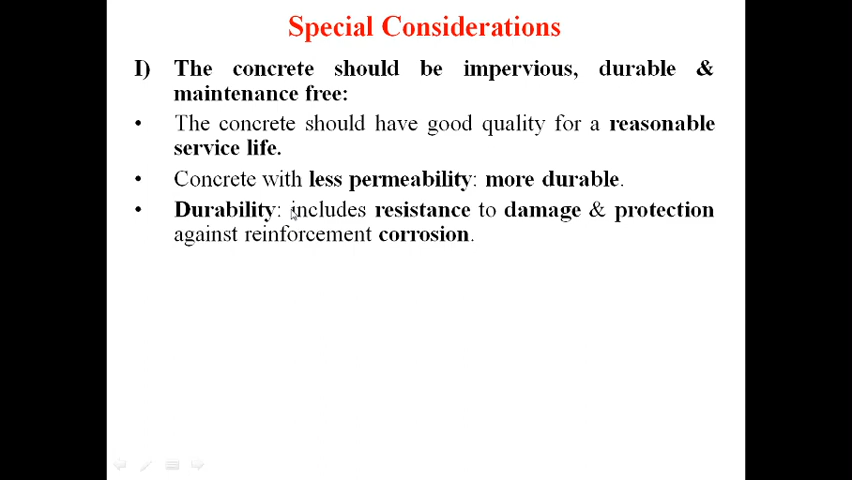 Special Considerations
I) The concrete should be impervious, durable &
maintenance free:
• The concrete should have good quality for a reasonable
service life.
• Concrete with less permeability: more durable.
• Durability: includes resistance to damage & protection
against reinforcement corrosion.